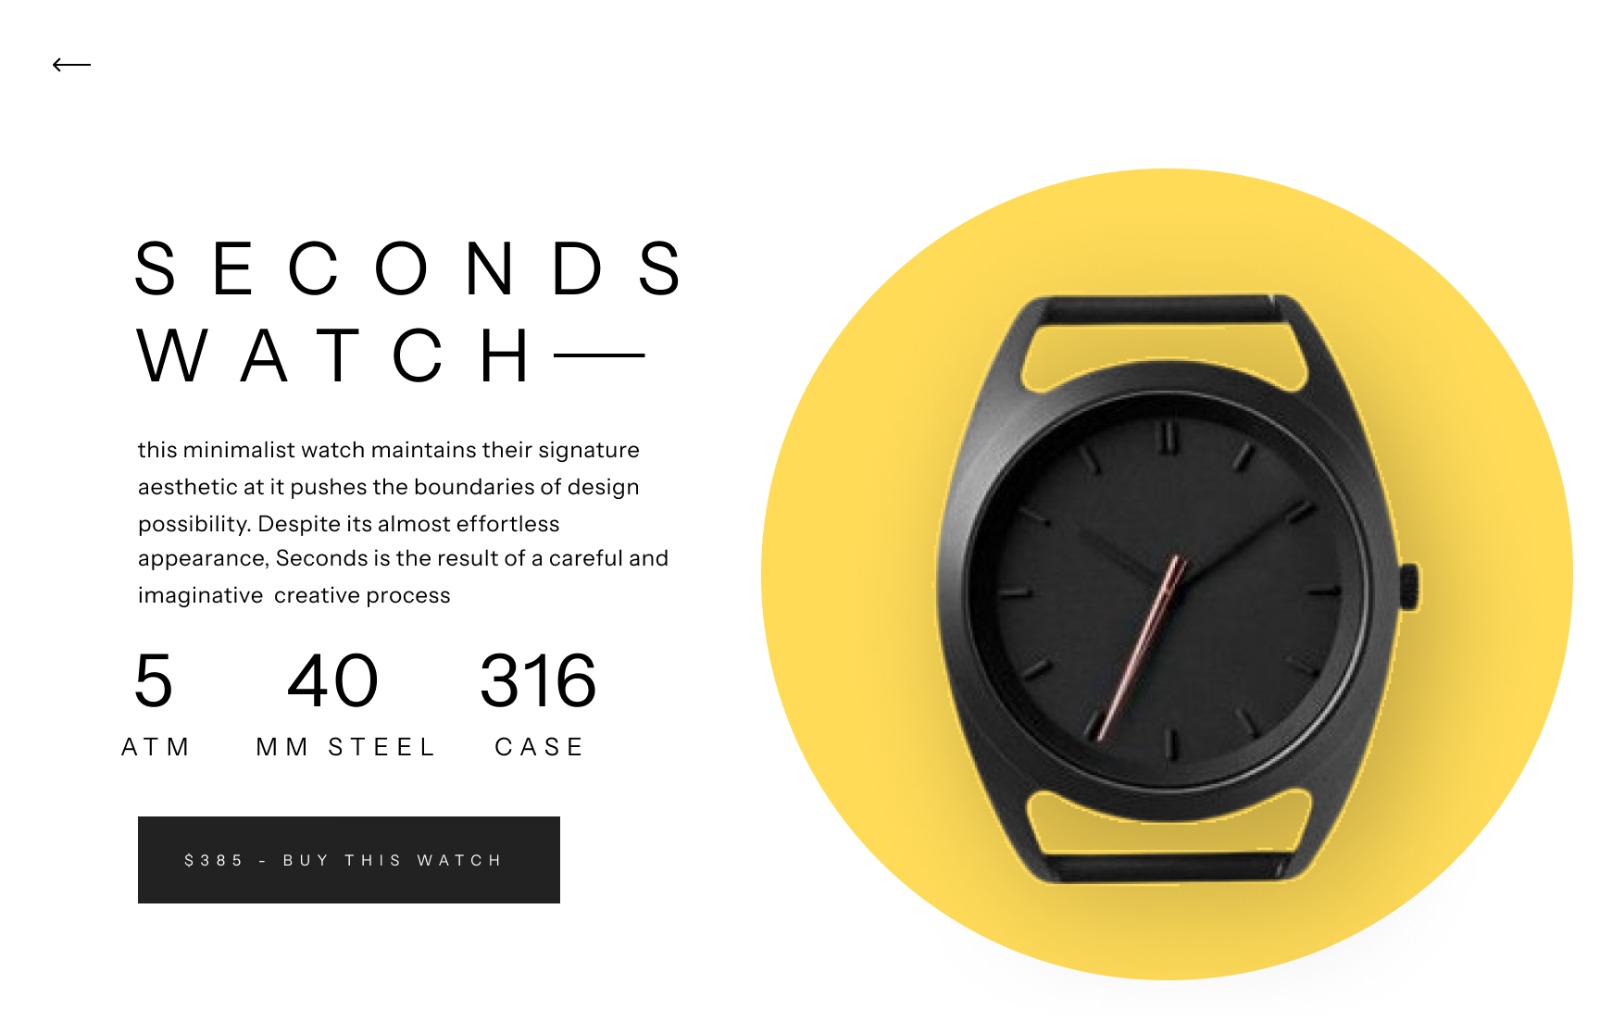 SECONDS
WATCH—
this minimalist watch maintains their signature
aesthetic at it pushes the boundaries of design
possibility. Despite its almost effortless
appearance, Seconds is the result of a careful and
imaginative  creative process
5 40 316
ATM MM STEEL CASE
$385 - BUY THIS WATCH